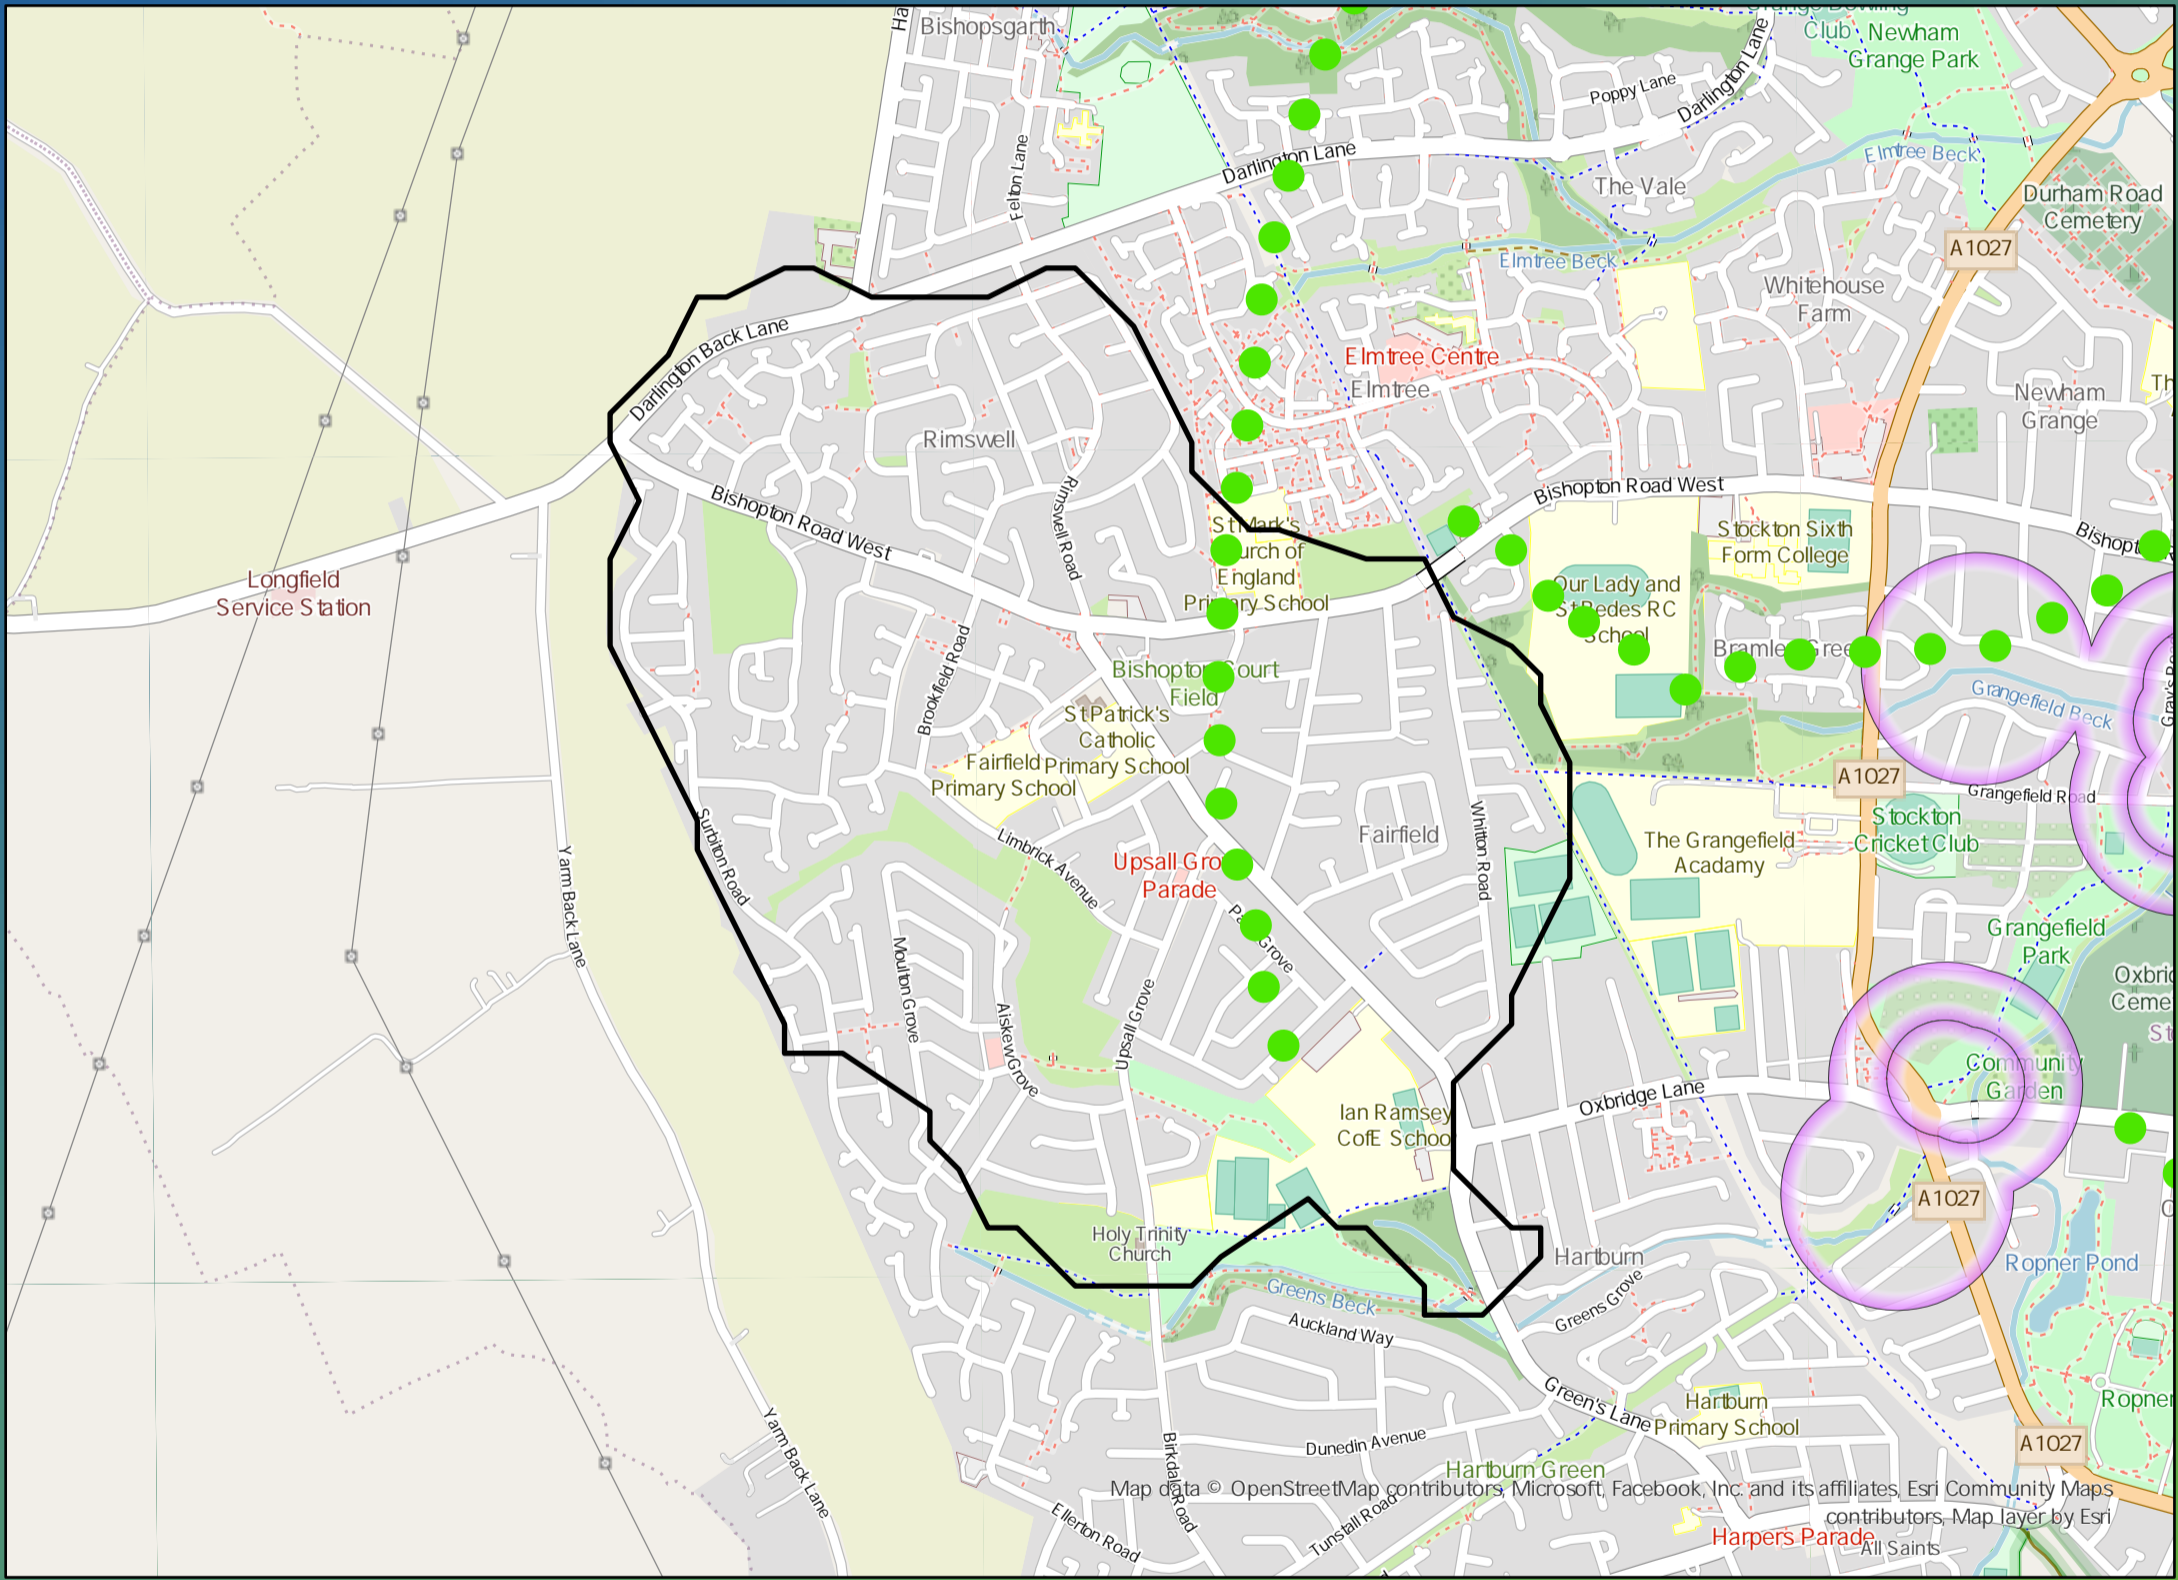 Bishopsgarth
Club
Newham
Grange Park
Poppy Lane
Darlington Lane
Felton Lane
Darlington Lane
Elmtree Beck
The Vale
Durham Road
Cemetery
A1027
Elmtree Beck
Whitehouse
Farm
Darlington Back Lane
Elmtree Centre
Elmtree
Newham
Grange
Rimswell
Rimswell Road
Bishopton Road West
Bishopton Road West
St Mark's
England
Stockton Sixth
Form College
Longfield
Service Station
Our Lady and
School
Brookfield Road
Bishopton Court
Field
Grangefield Beck
St Patrick's
Catholic
Primary School
Fairfield
Primary School
A1027
Grangefield Road
Surbiton Road
Limbrick Avenue
Fairfield
Whitton Road
The Grangefield
Acadamy
Stockton
Cricket Club
Yarm Back Lane
Upsall Gro
Parade
Grove
Grangefield
Park
Moulton Grove
Aiskew Grove
Upsall Grove
Community
Garden
Oxbridge Lane
Ian Ramsey
CofE School
A1027
Holy Trinity
Church
Hartburn
Ropner Pond
Greens Beck
Greens Grove
Auckland Way
Green's Lane
Hartburn
Primary School
Ropner
Yarm Back Lane
Birkdale Road
Dunedin Avenue
A1027
Hartburn Green
Map data © OpenStreetMap contributors, Microsoft, Facebook, Inc. and its affiliates, Esri Community Maps
contributors, Map layer by Esri
Ellerton Road
Tunstall Road
Harpers Parade
All Saints